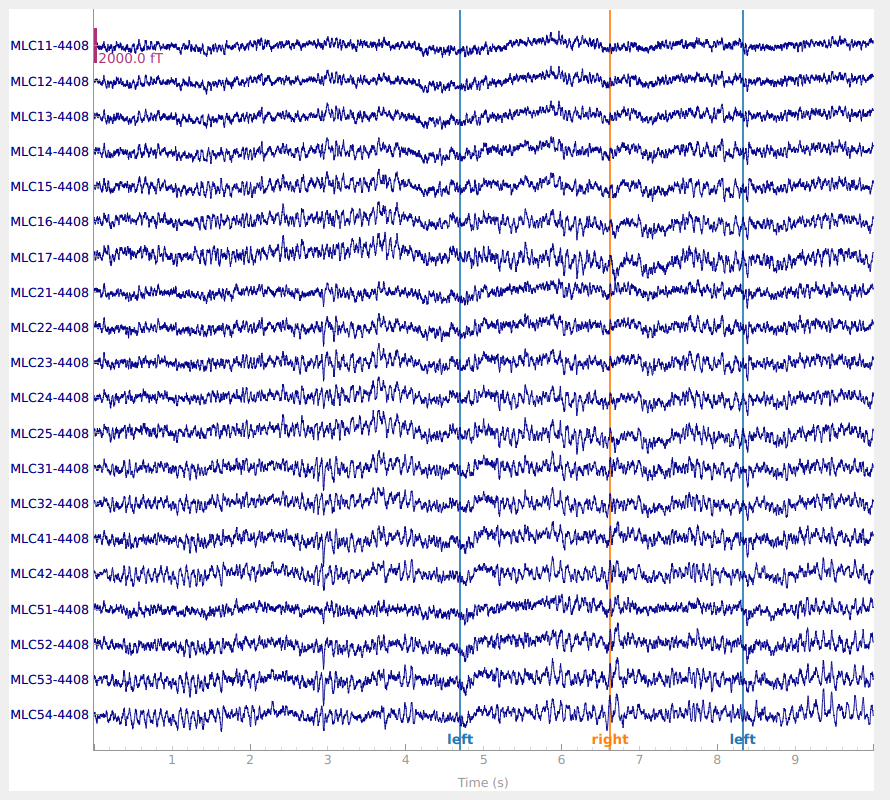 MLC11-4408
2000.0 fT
MLC12-4408
MLC13-4408
MLC14-4408
MLC15-4408
MLC16-4408
MLC17-4408
MLC21-4408
MLC22-4408
MLC23-4408
MLC24-4408
MLC25-4408
MLC31-4408
MLC32-4408
MLC41-4408
MLC42-4408
MLC51-4408
MLC52-4408
MLC53-4408
MLC54-4408
left right left
1 2 3 4 5 6 7 8 9
Time (s)